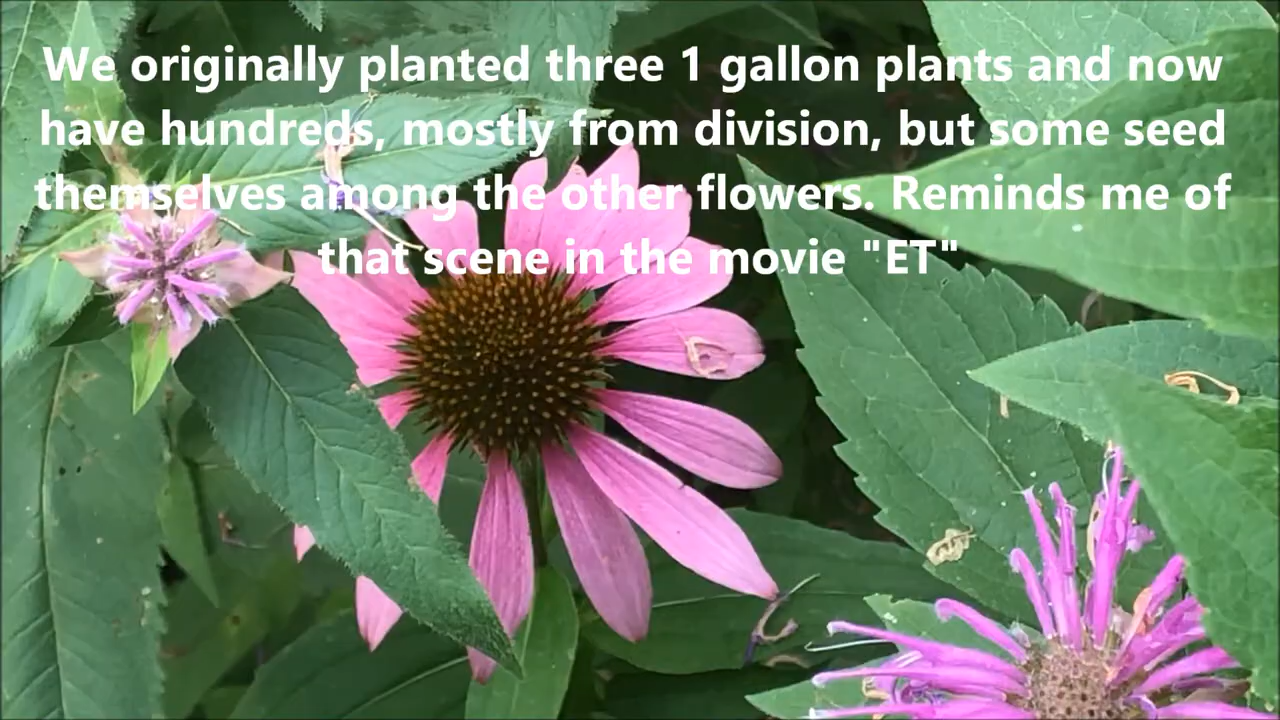 We originally planted three 1 gallon plants and now
have hundreds, mostly from division, but some seed
themselves among the other flowers. Reminds me of
that scene in the movie "ET"